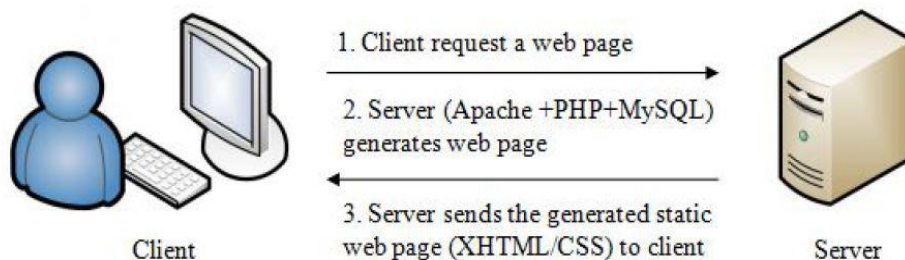 1. Client request a web page
2. Server (Apache +PHP+MySQL)
generates web page
3. Server sends the generated static
web page (XHTML/CSS) to client
Client
Server